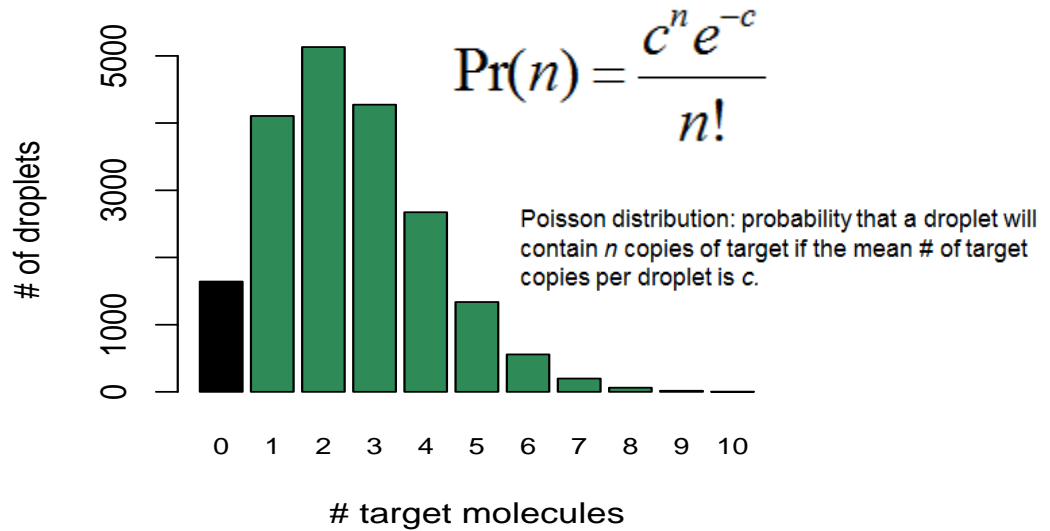 Pr(n) = c^n e^{-c} / n!
5000
3000
1000
0
# of droplets
Poisson distribution: probability that a droplet will
contain n copies of target if the mean # of target
copies per droplet is c.
0 1 2 3 4 5 6 7 8 9 10
# target molecules